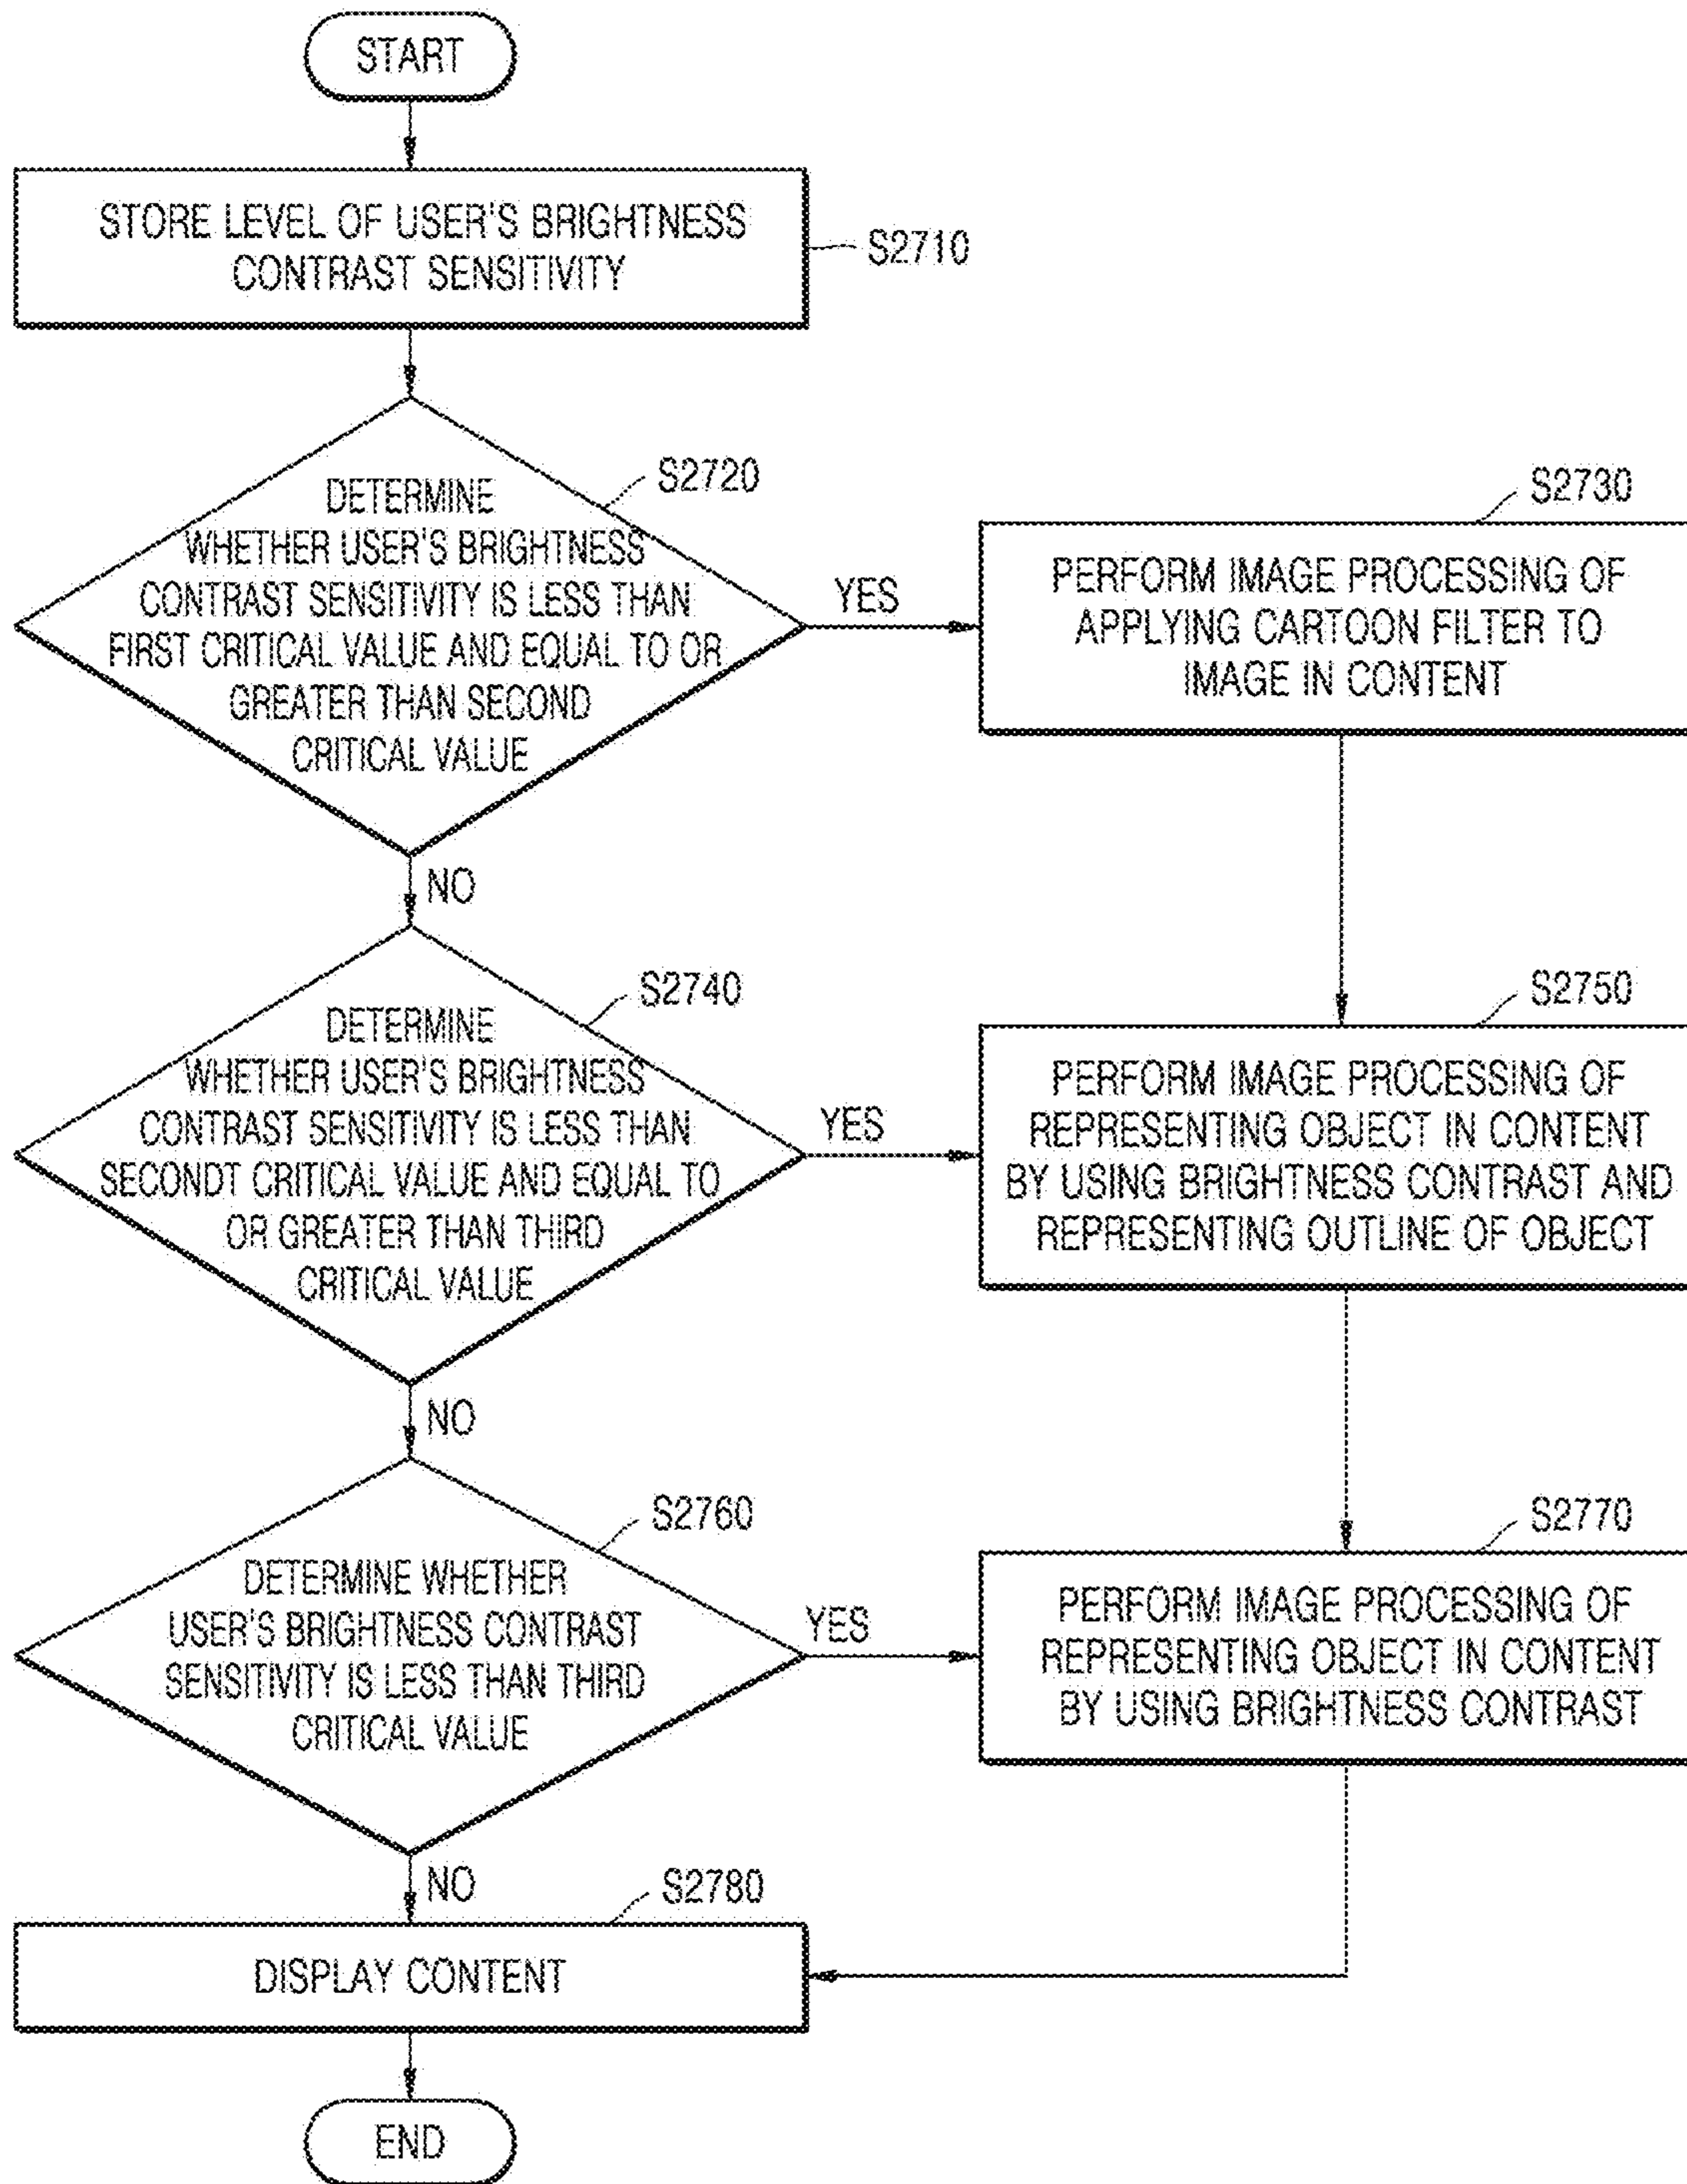 START
STORE LEVEL OF USER'S BRIGHTNESS
CONTRAST SENSITIVITY
S2710
S2720
DETERMINE
WHETHER USER'S BRIGHTNESS
CONTRAST SENSITIVITY IS LESS THAN
FIRST CRITICAL VALUE AND EQUAL TO OR
GREATER THAN SECOND
CRITICAL VALUE
YES
S2730
PERFORM IMAGE PROCESSING OF
APPLYING CARTOON FILTER TO
IMAGE IN CONTENT
NO
S2740
DETERMINE
WHETHER USER'S BRIGHTNESS
CONTRAST SENSITIVITY IS LESS THAN
SECONDT CRITICAL VALUE AND EQUAL TO
OR GREATER THAN THIRD
CRITICAL VALUE
YES
S2750
PERFORM IMAGE PROCESSING OF
REPRESENTING OBJECT IN CONTENT
BY USING BRIGHTNESS CONTRAST AND
REPRESENTING OUTLINE OF OBJECT
NO
S2760
DETERMINE WHETHER
USER'S BRIGHTNESS CONTRAST
SENSITIVITY IS LESS THAN THIRD
CRITICAL VALUE
YES
S2770
PERFORM IMAGE PROCESSING OF
REPRESENTING OBJECT IN CONTENT
BY USING BRIGHTNESS CONTRAST
NO
S2780
DISPLAY CONTENT
END